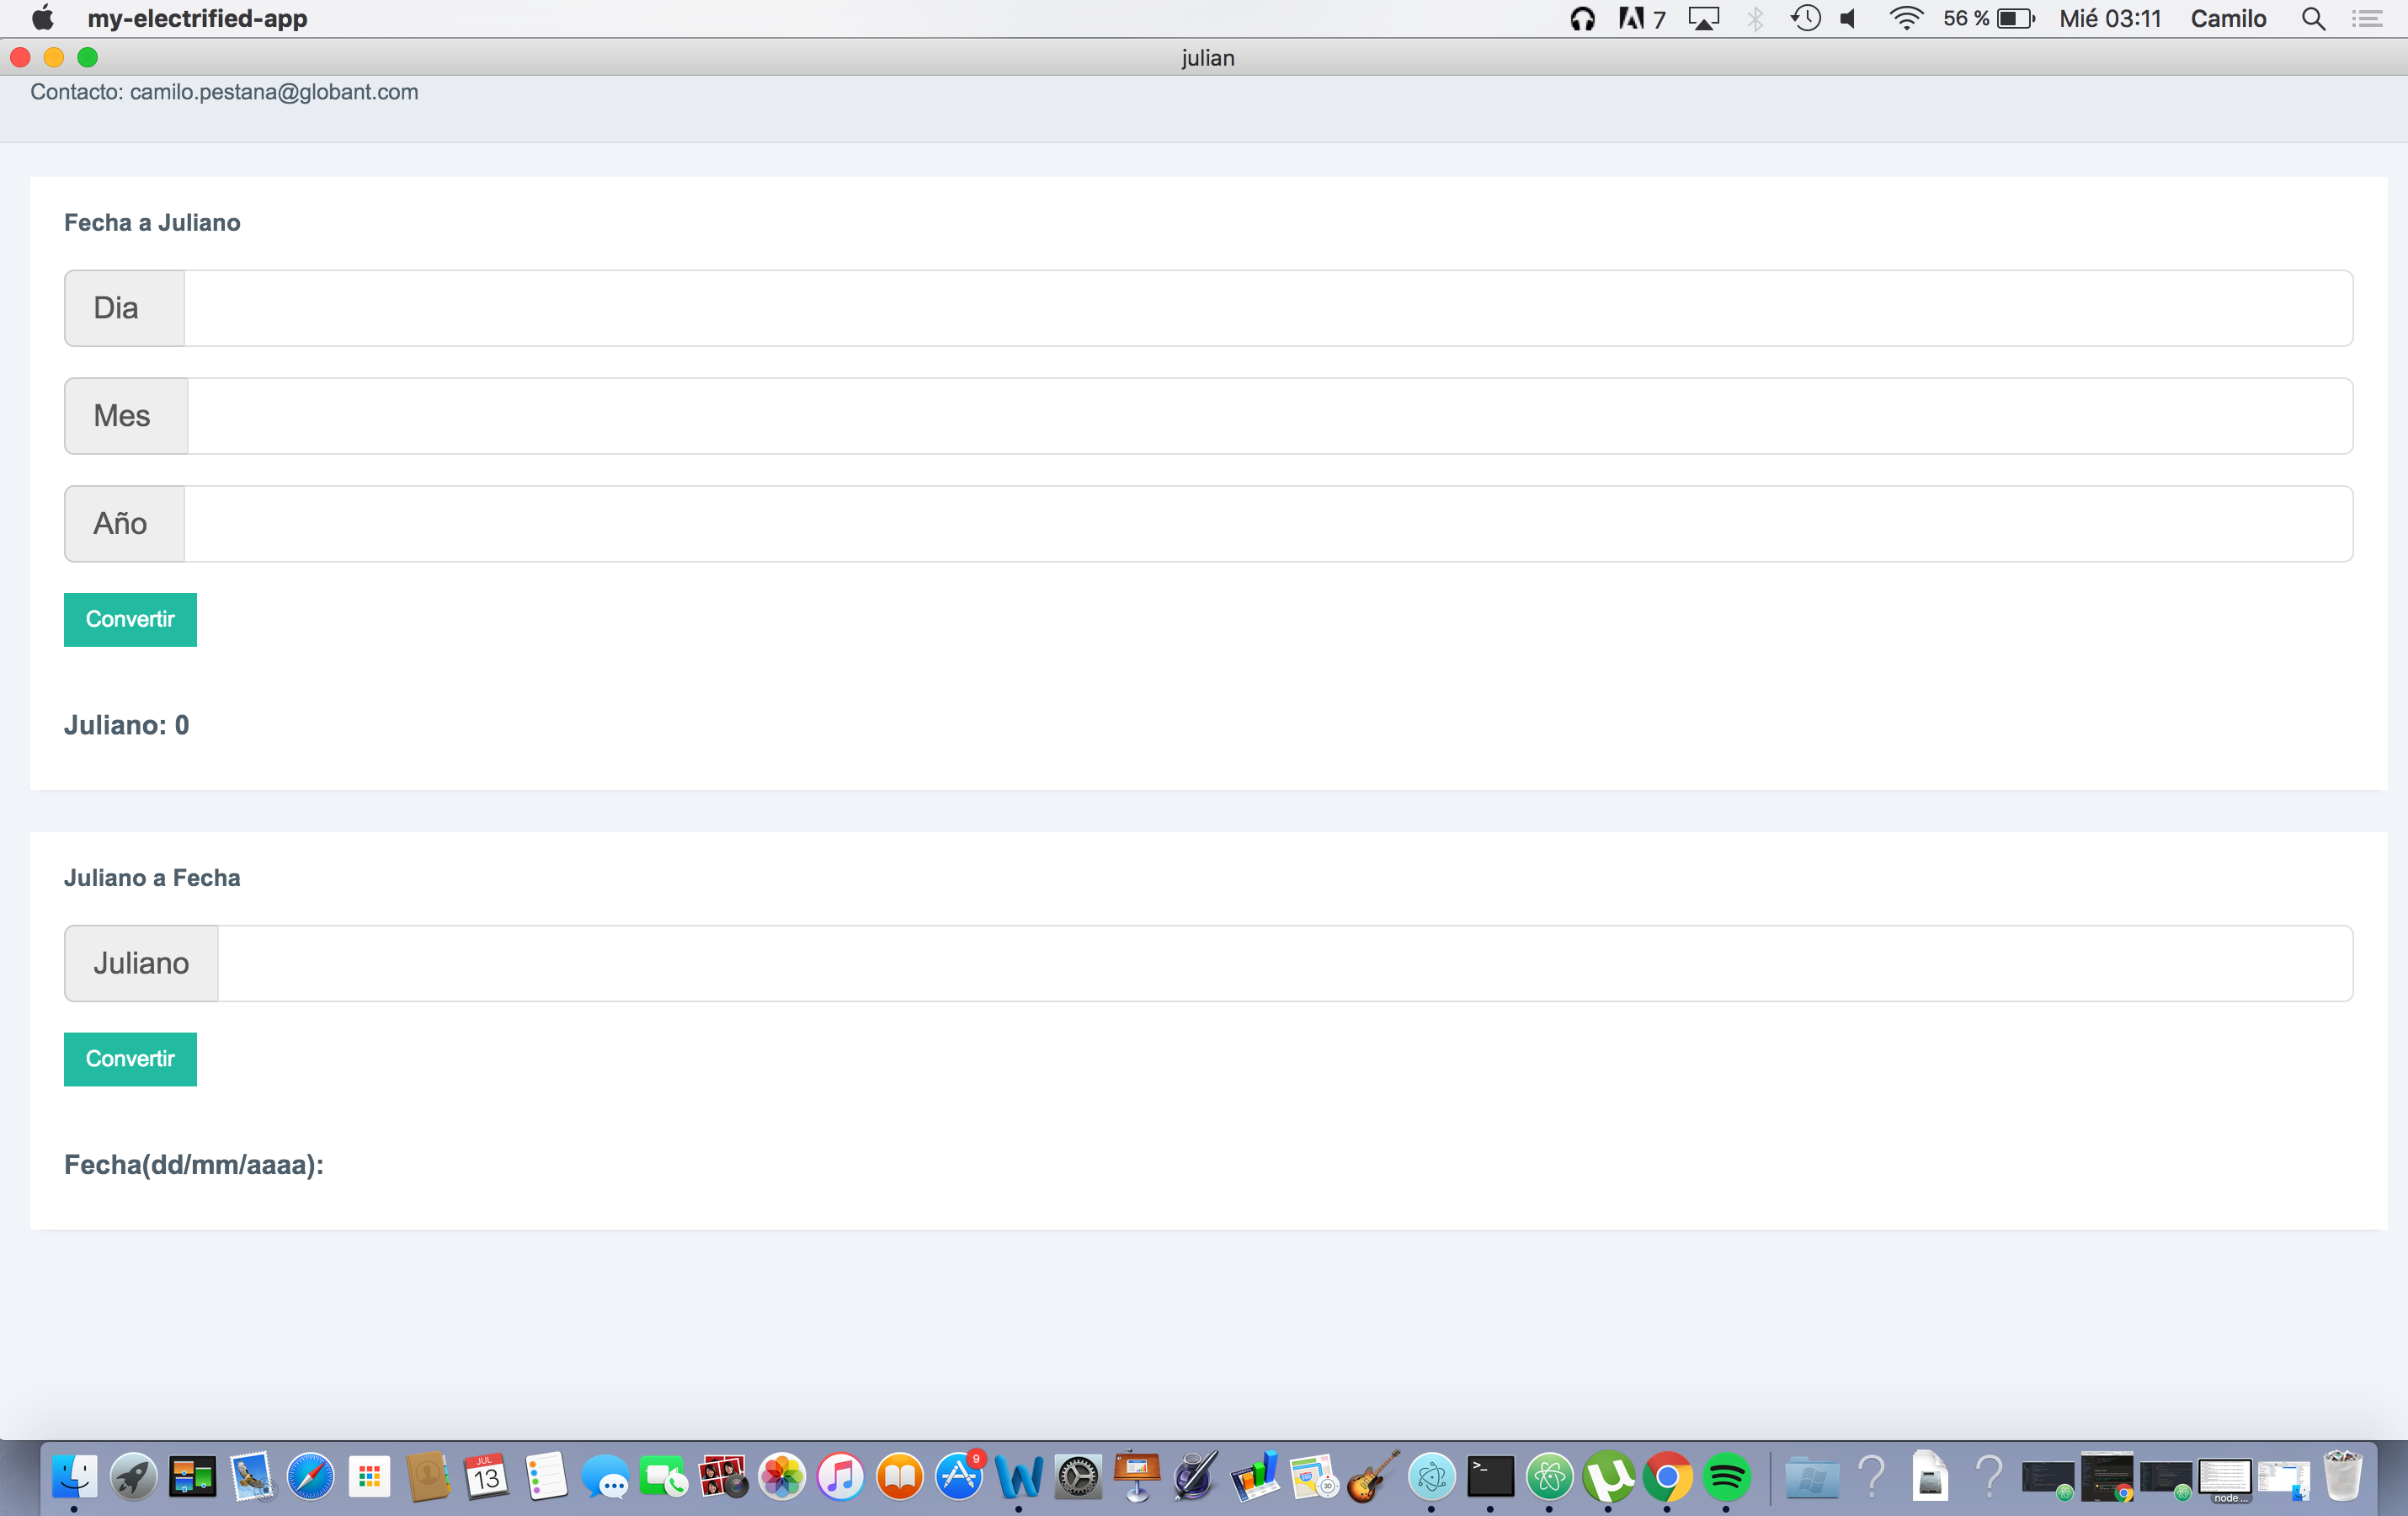 my-electrified-app 7 56 % Mié 03:11 Camilo
julian
Contacto: camilo.pestana@globant.com
Fecha a Juliano
Dia
Mes
Año
Convertir
Juliano: 0
Juliano a Fecha
Juliano
Convertir
Fecha(dd/mm/aaaa):
JUL
13
9
>_
3D
node ...